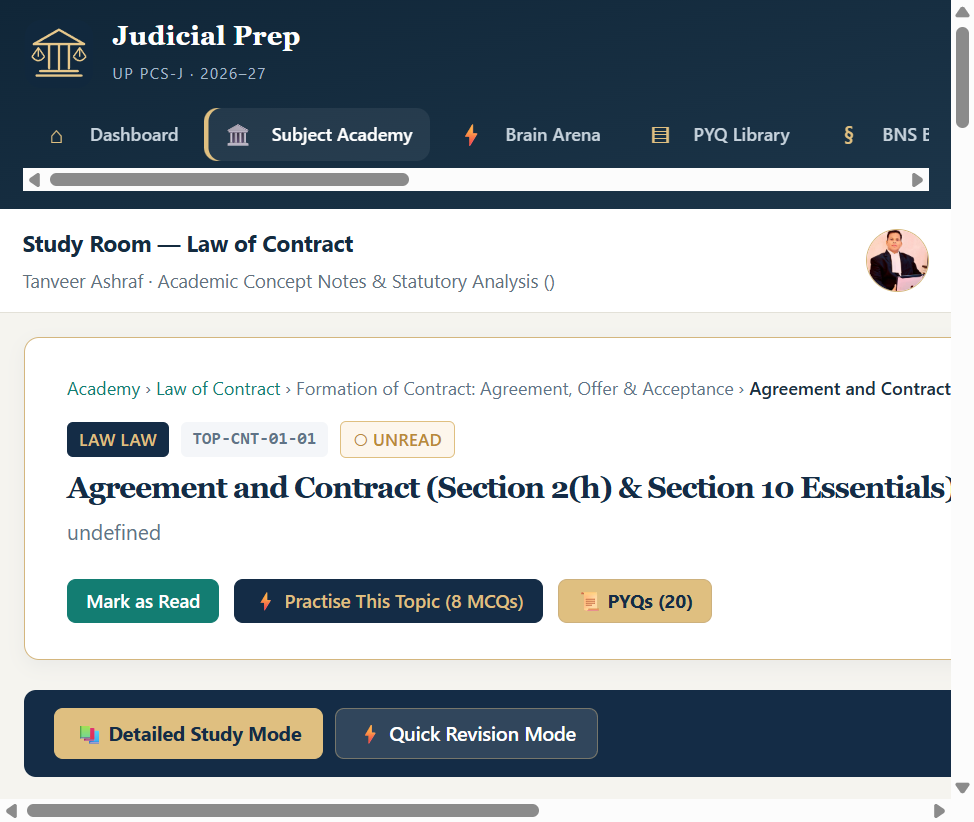 Judicial Prep
UP PCS-J · 2026–27
Dashboard
Subject Academy
Brain Arena
PYQ Library
§ BNS E
Study Room — Law of Contract
Tanveer Ashraf · Academic Concept Notes & Statutory Analysis ()
Academy › Law of Contract › Formation of Contract: Agreement, Offer & Acceptance › Agreement and Contract
LAW LAW
TOP-CNT-01-01
○ UNREAD
Agreement and Contract (Section 2(h) & Section 10 Essentials)
undefined
Mark as Read
Practise This Topic (8 MCQs)
PYQs (20)
Detailed Study Mode
Quick Revision Mode